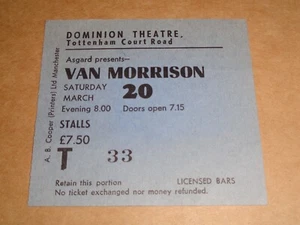 DOMINION THEATRE,
Tottenham Court Road
Asgard presents—
VAN MORRISON
SATURDAY
MARCH 20
Evening 8.00 Doors open 7.15
STALLS
£7.50
T 33
Retain this portion LICENSED BARS
No ticket exchanged nor money refunded.
A. B. Cooper (Printers) Ltd Manchester